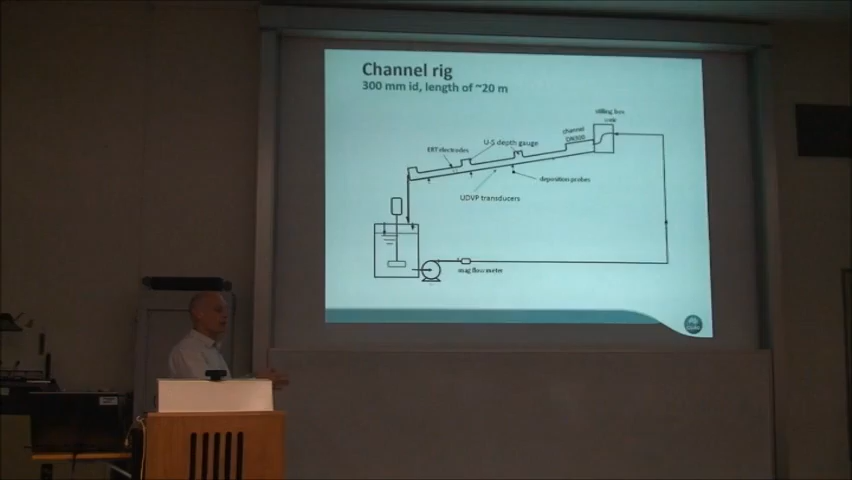 Channel rig
300 mm id, length of ~20 m
stilling box
channel
DN300
U-S depth gauge
ERT electrodes
deposition probes
UDVP transducers
mag flow meter